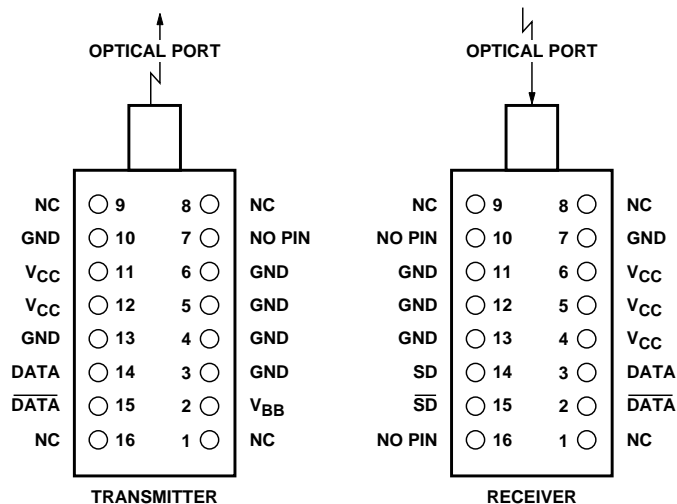 OPTICAL PORT
NC 9 8 NC
GND 10 7 NO PIN
VCC 11 6 GND
VCC 12 5 GND
GND 13 4 GND
DATA 14 3 GND
D̅A̅T̅A̅ 15 2 VBB
NC 16 1 NC
TRANSMITTER
OPTICAL PORT
NC 9 8 NC
NO PIN 10 7 GND
GND 11 6 VCC
GND 12 5 VCC
GND 13 4 VCC
SD 14 3 DATA
S̅D̅ 15 2 D̅A̅T̅A̅
NO PIN 16 1 NC
RECEIVER